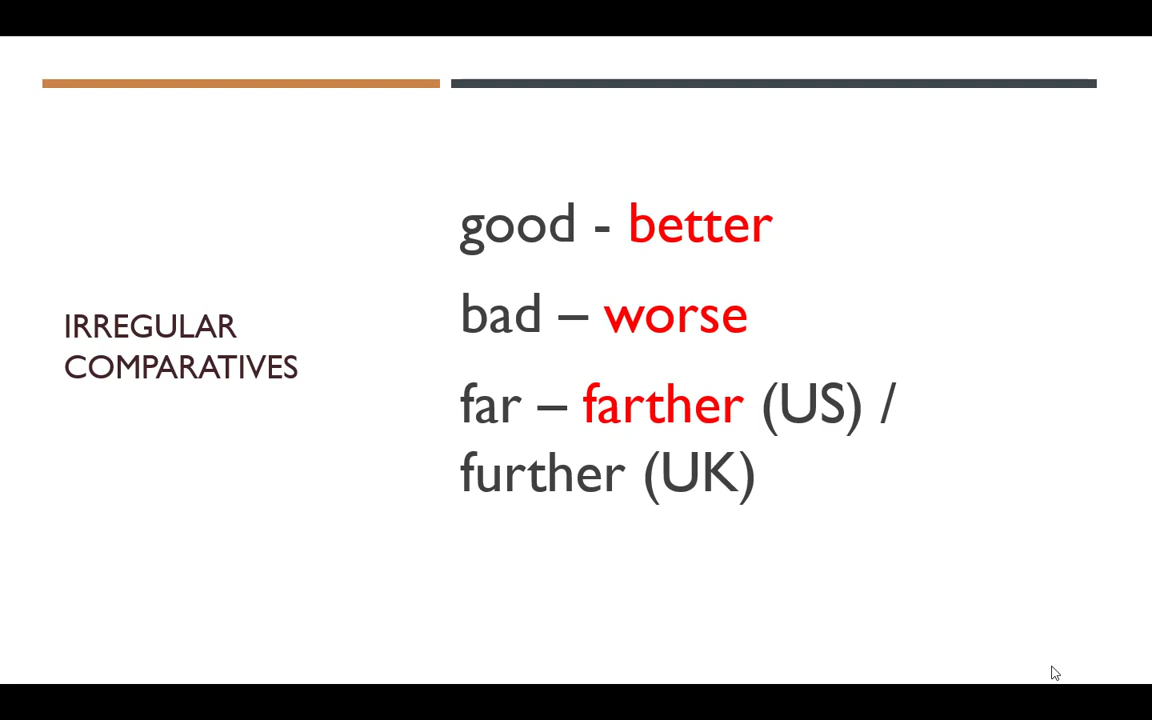 IRREGULAR
COMPARATIVES
good - better
bad – worse
far – farther (US) /
further (UK)